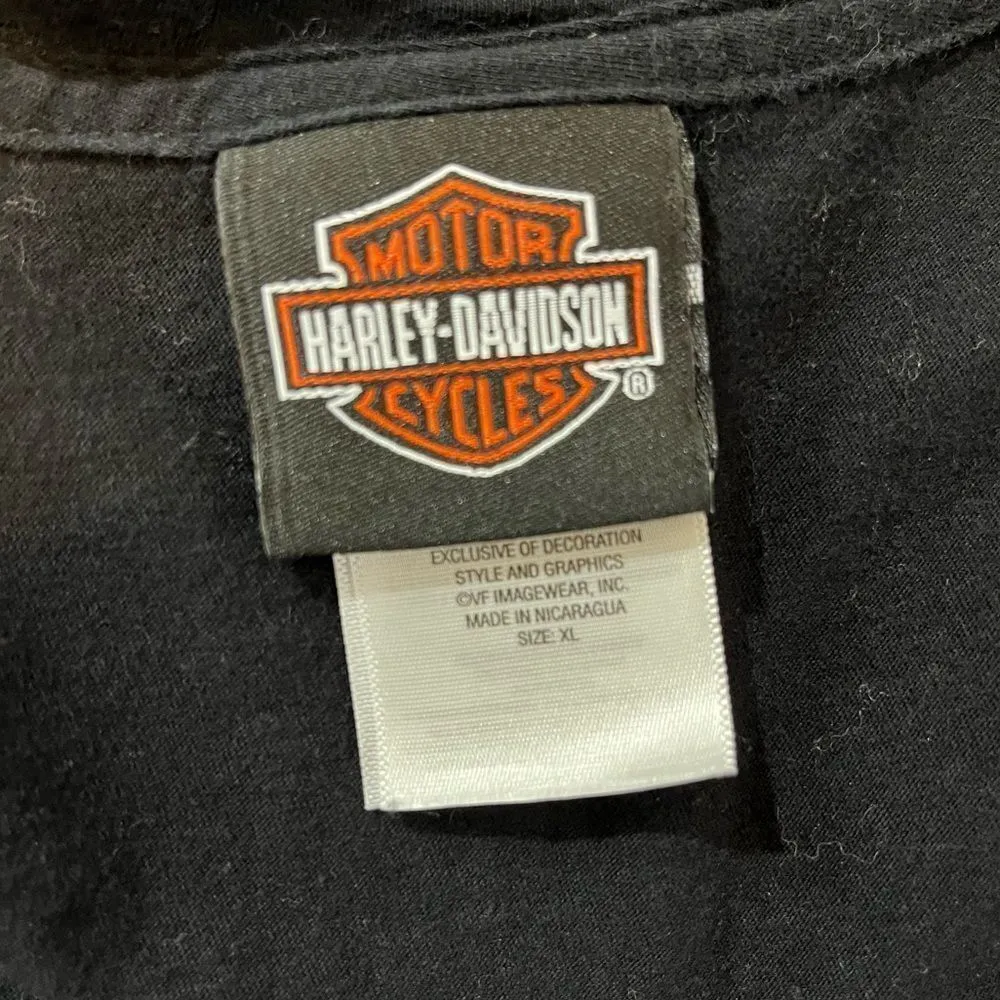 MOTOR
HARLEY-DAVIDSON
CYCLES
®
EXCLUSIVE OF DECORATION
STYLE AND GRAPHICS
©VF IMAGEWEAR, INC.
MADE IN NICARAGUA
SIZE: XL